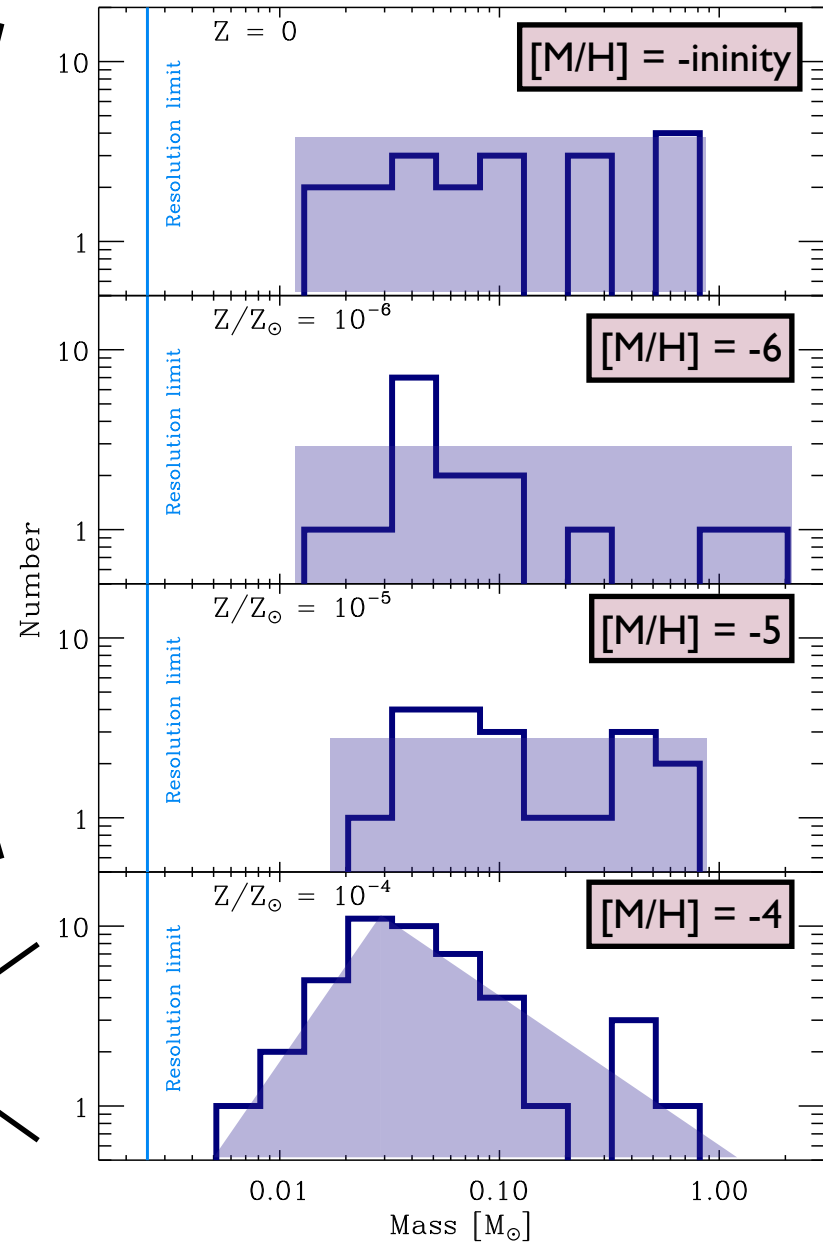 Z = 0
[M/H] = -ininity
10
1
Resolution limit
Z/Z⊙ = 10⁻⁶
[M/H] = -6
10
1
Resolution limit
Z/Z⊙ = 10⁻⁵
[M/H] = -5
10
1
Resolution limit
Z/Z⊙ = 10⁻⁴
[M/H] = -4
10
1
Resolution limit
Number
0.01 0.10 1.00
Mass [M⊙]